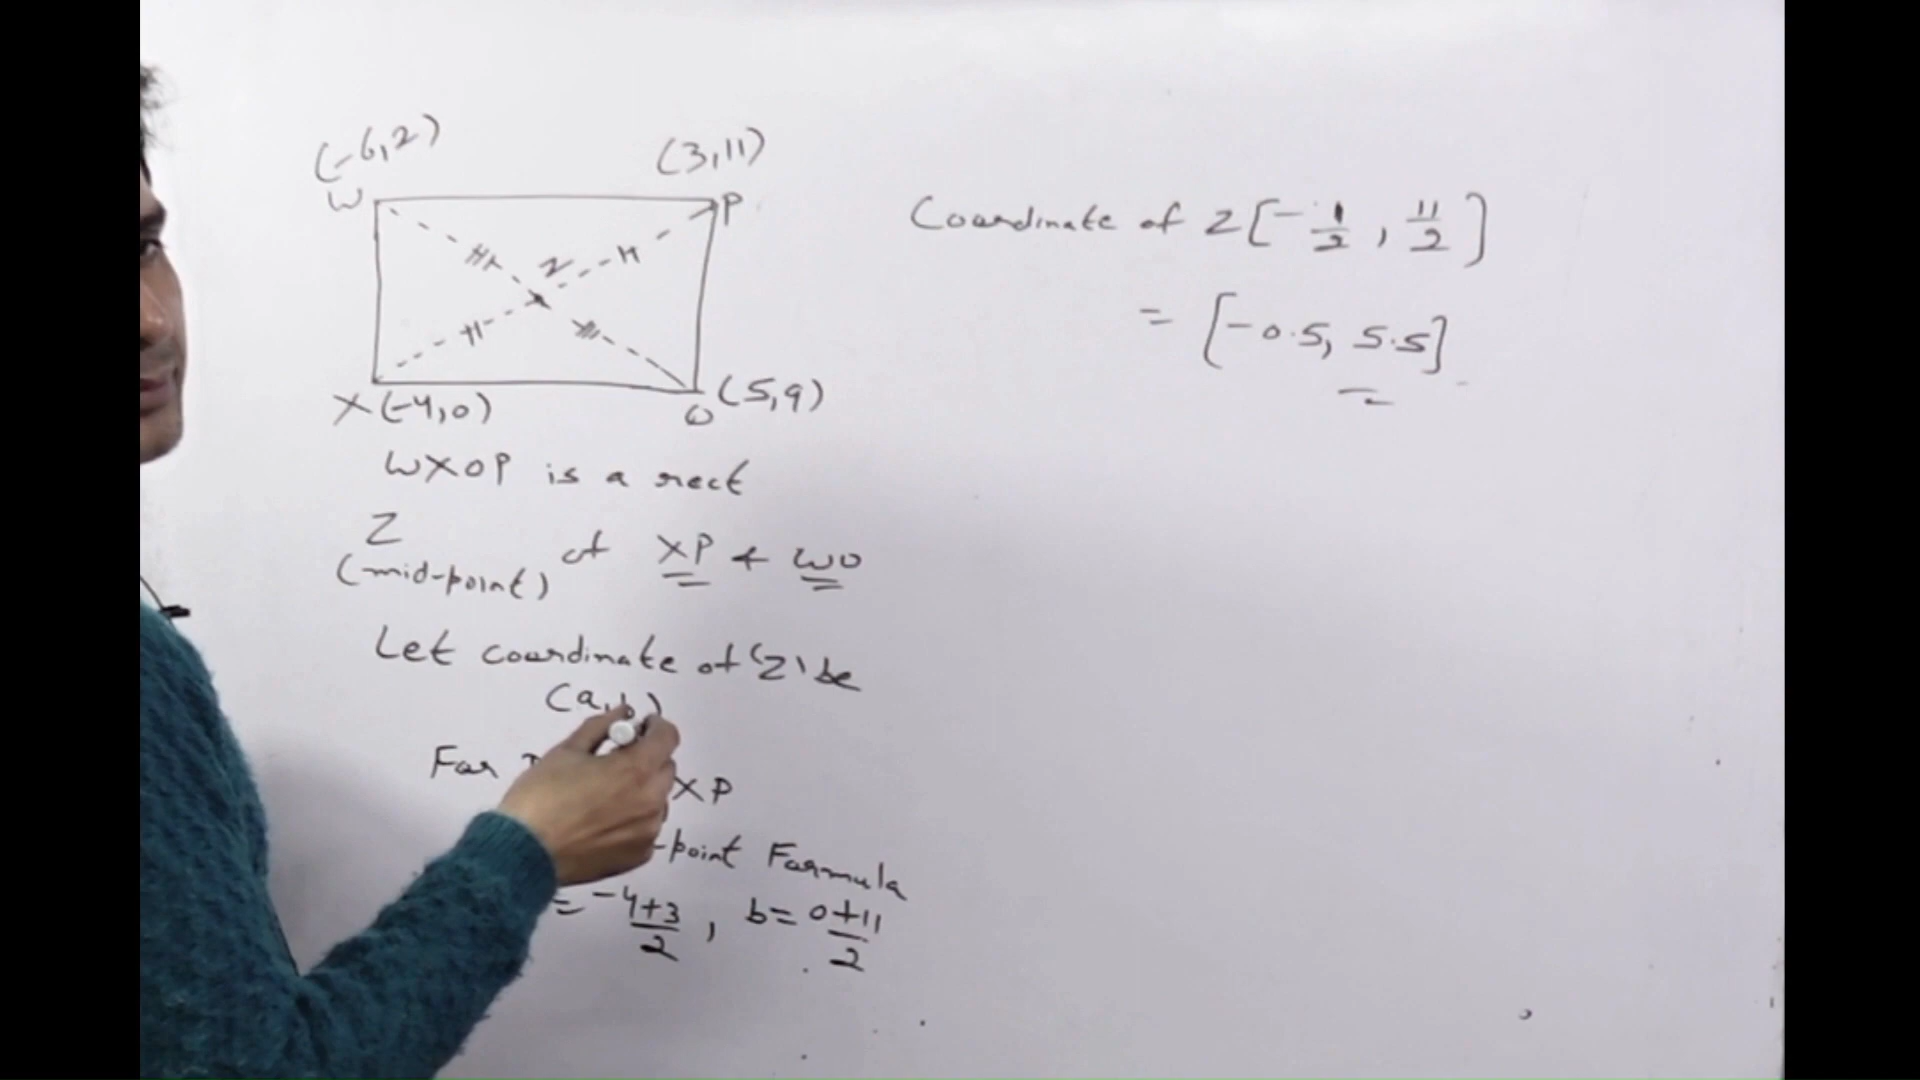 (-6,2)
(3,11)
W
P
Z
X(-4,0)
O
(5,9)
WXOP is a rect
Z
(mid-point) of XP & WO
Let coordinate of 'Z' be
(a,b)
For
XP
-point Formula
= -4+3/2 , b= 0+11/2
Coordinate of Z[-1/2, 11/2]
= [-0.5, 5.5]